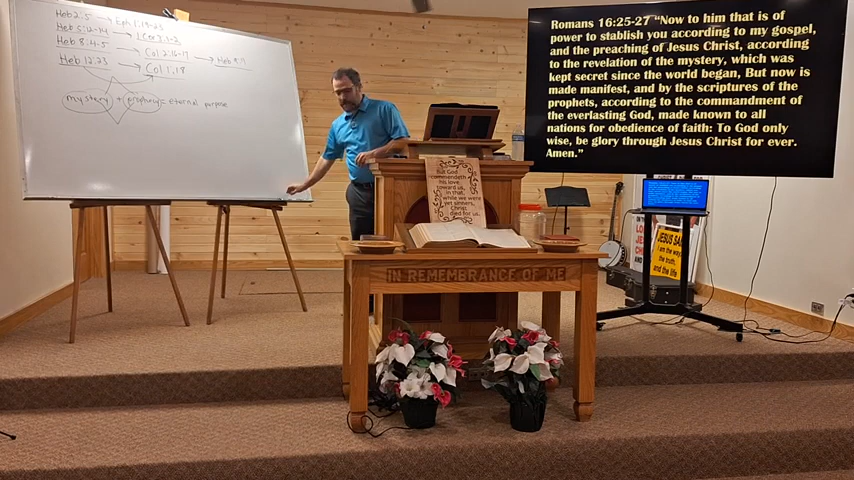 Heb 2:5 → Eph 1:19-23
Heb 5:12-14 → 1 Cor 3:1-2
Heb 8:4-5 → Col 2:16-17 → Heb 9:11
Heb 12:23 → Col 1:18
mystery + prophecy = eternal purpose
Romans 16:25-27 “Now to him that is of
power to stablish you according to my gospel,
and the preaching of Jesus Christ, according
to the revelation of the mystery, which was
kept secret since the world began, But now is
made manifest, and by the scriptures of the
prophets, according to the commandment of
the everlasting God, made known to all
nations for obedience of faith: To God only
wise, be glory through Jesus Christ for ever.
Amen.”
But God
commendeth
his love
toward us,
in that,
while we were
yet sinners,
Christ
died for us.
IN REMEMBRANCE OF ME
JESUS SA
I am the way,
the truth,
and the life